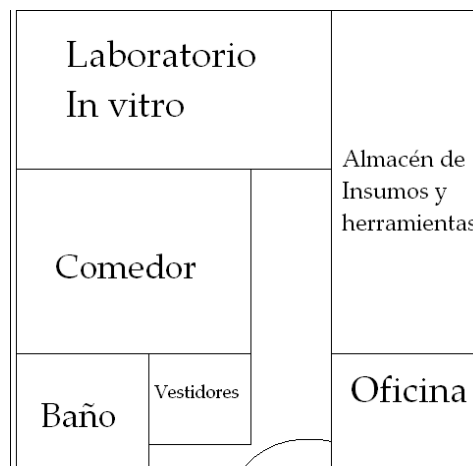 Laboratorio
In vitro
Almacén de
Insumos y
herramientas
Comedor
Vestidores
Baño
Oficina